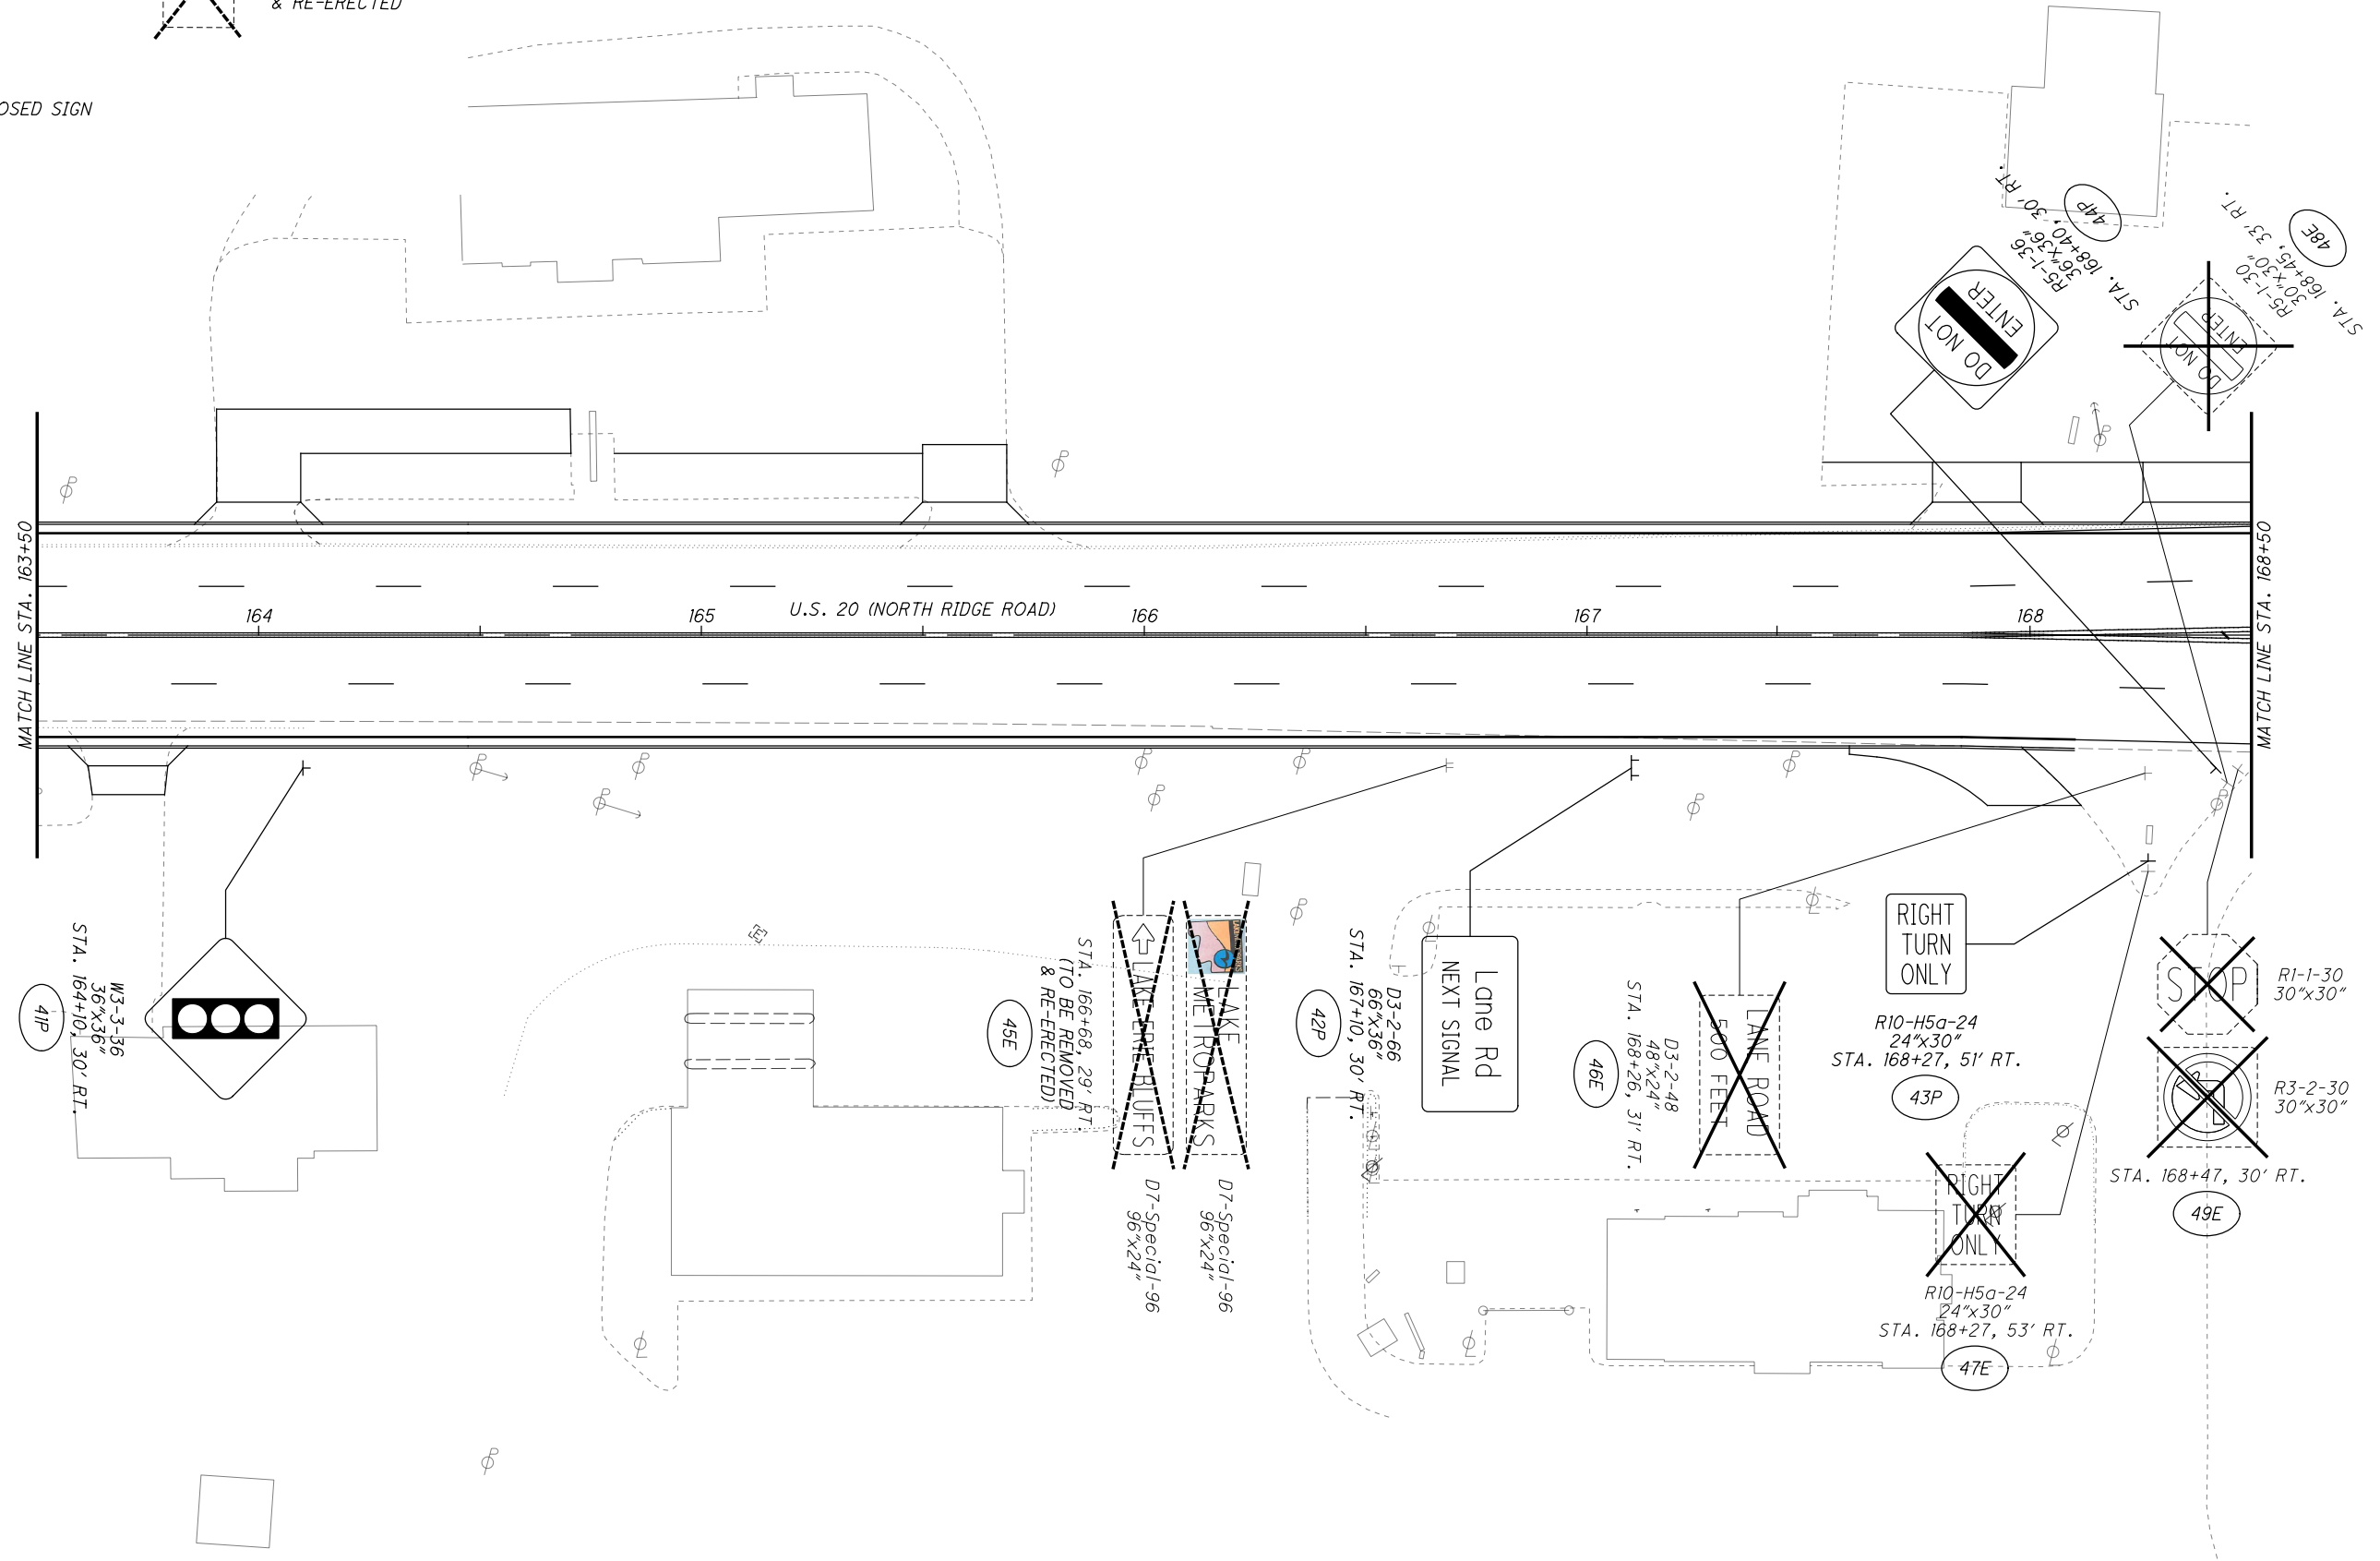 & RE-ERECTED
OSED SIGN
MATCH LINE STA. 163+50
164
165
U.S. 20 (NORTH RIDGE ROAD)
166
167
168
MATCH LINE STA. 168+50
DO NOT
ENTER
R5-1-36
36"x36"
STA. 168+40, 30' RT.
44P
DO NOT
ENTER
R5-1-30
30"x30"
STA. 168+45, 33' RT.
48E
W3-3-36
36"x36"
STA. 164+10, 30' RT.
41P
LAKE
METROPARKS
LAKE ERIE BLUFFS
D7-Special-96
96"x24"
D7-Special-96
96"x24"
STA. 166+68, 29' RT.
(TO BE REMOVED
& RE-ERECTED)
45E
Lane Rd
NEXT SIGNAL
D3-2-66
66"x36"
STA. 167+10, 30' RT.
42P
LANE ROAD
500 FEET
D3-2-48
48"x24"
STA. 168+26, 31' RT.
46E
RIGHT
TURN
ONLY
R10-H5a-24
24"x30"
STA. 168+27, 51' RT.
43P
RIGHT
TURN
ONLY
R10-H5a-24
24"x30"
STA. 168+27, 53' RT.
47E
STOP
R1-1-30
30"x30"
R3-2-30
30"x30"
STA. 168+47, 30' RT.
49E